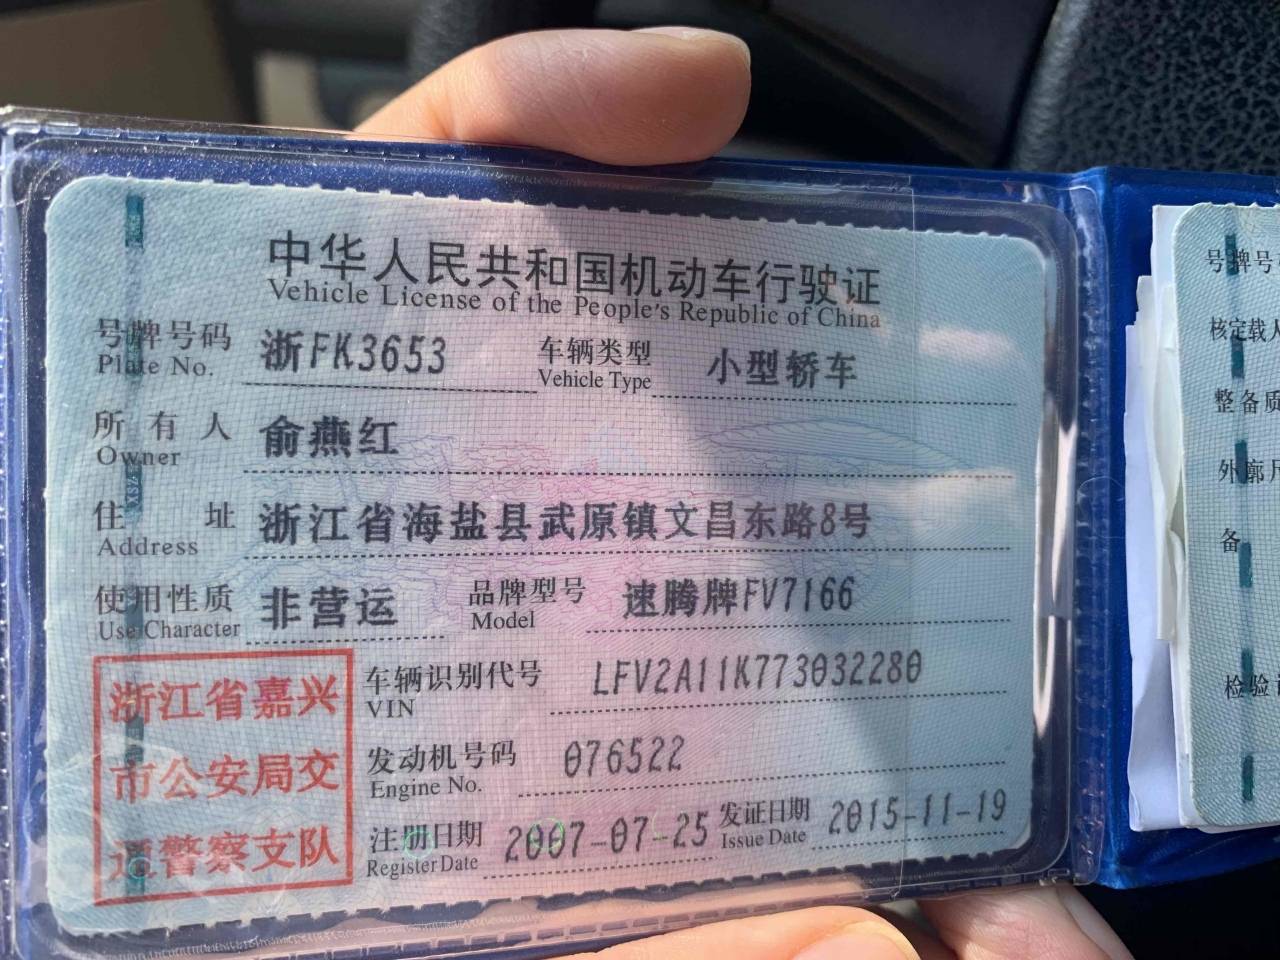 中华人民共和国机动车行驶证
Vehicle License of the People's Republic of China
号牌号码 浙FK3653 车辆类型 小型轿车
Plate No. Vehicle Type
所有人 俞燕红
Owner
住址 浙江省海盐县武原镇文昌东路8号
Address
使用性质 非营运 品牌型号 速腾牌FV7166
Use Character Model
浙江省嘉兴
市公安局交
通警察支队
车辆识别代号 LFV2A11K773032280
VIN
发动机号码 076522
Engine No.
注册日期 2007-07-25 发证日期 2015-11-19
Register Date Issue Date
号牌号
核定载人
整备质
外廓尺
备
检验